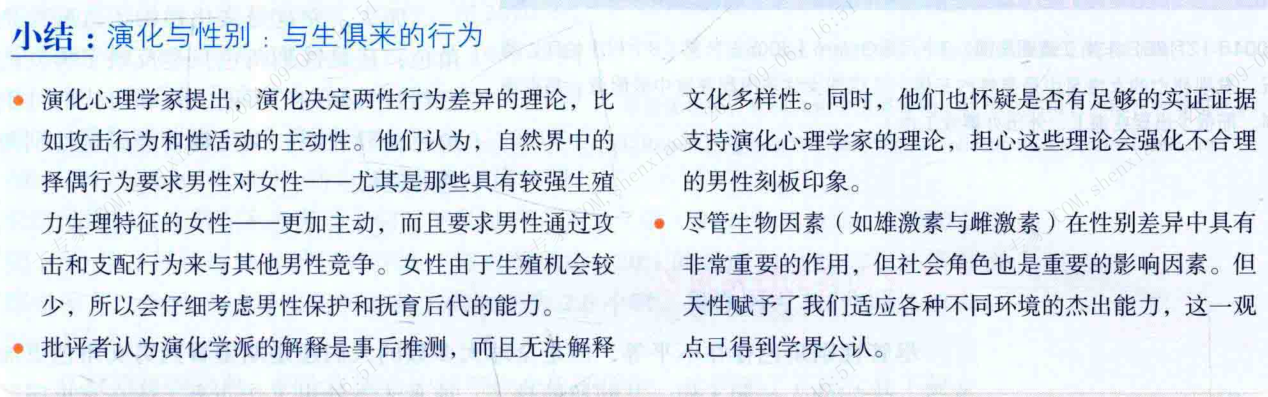 小结：演化与性别：与生俱来的行为
演化心理学家提出了演化决定两性行为差异的理论，比
如攻击行为和性活动的主动性。他们认为，自然界中的
择偶行为要求男性对女性——尤其是那些具有较强生殖
力生理特征的女性——更加主动，而且要求男性通过攻
击和支配行为来与其他男性竞争。女性由于生殖机会较
少，所以会仔细考虑男性保护和抚育后代的能力。
批评者认为演化学派的解释是事后推测，而且无法解释
文化多样性。同时，他们也怀疑是否有足够的实证证据
支持演化心理学家的理论，担心这些理论会强化不合理
的男性刻板印象。
尽管生物因素（如雄激素与雌激素）在性别差异中具有
非常重要的作用，但社会角色也是重要的影响因素。但
天性赋予了我们适应各种不同环境的杰出能力，这一观
点已得到学界公认。